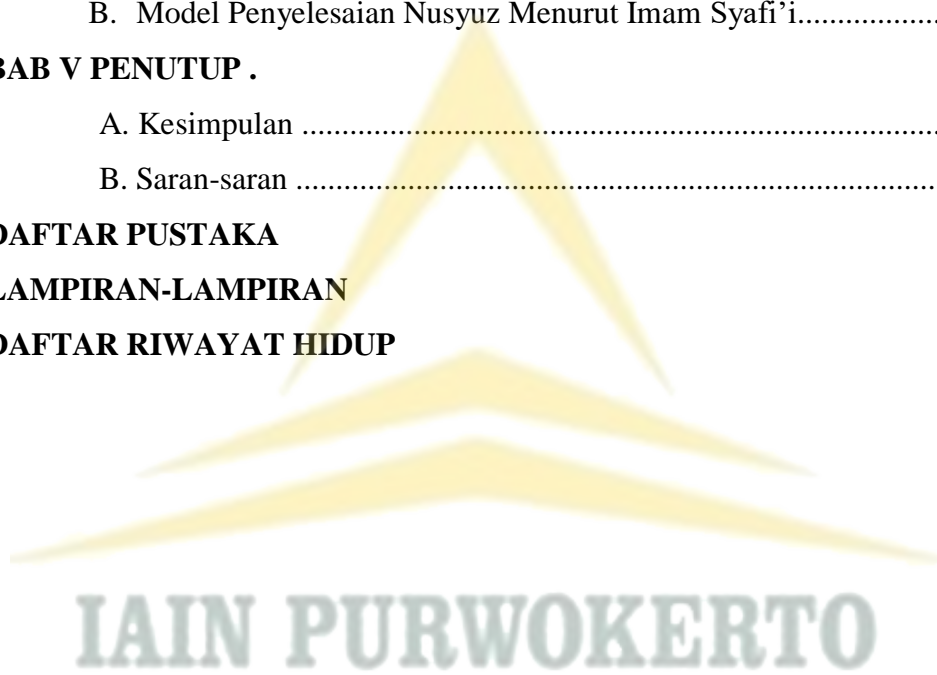 B. Model Penyelesaian Nusyuz Menurut Imam Syafi’i.................
BAB V PENUTUP .
A. Kesimpulan ................................................................................
B. Saran-saran ................................................................................
DAFTAR PUSTAKA
LAMPIRAN-LAMPIRAN
DAFTAR RIWAYAT HIDUP
IAIN PURWOKERTO